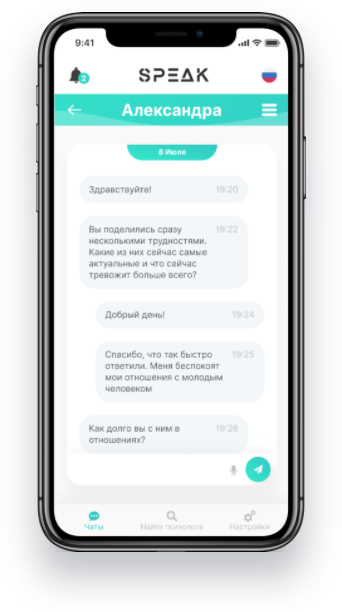 9:41
2
SPEAK
Александра
8 Июля
Здравствуйте! 19:20
Вы поделились сразу 19:22
несколькими трудностями.
Какие из них сейчас самые
актуальные и что сейчас
тревожит больше всего?
Добрый день! 19:24
Спасибо, что так быстро 19:25
ответили. Меня беспокоят
мои отношения с молодым
человеком
Как долго вы с ним в 19:26
отношениях?
Чаты Найти психолога Настройки